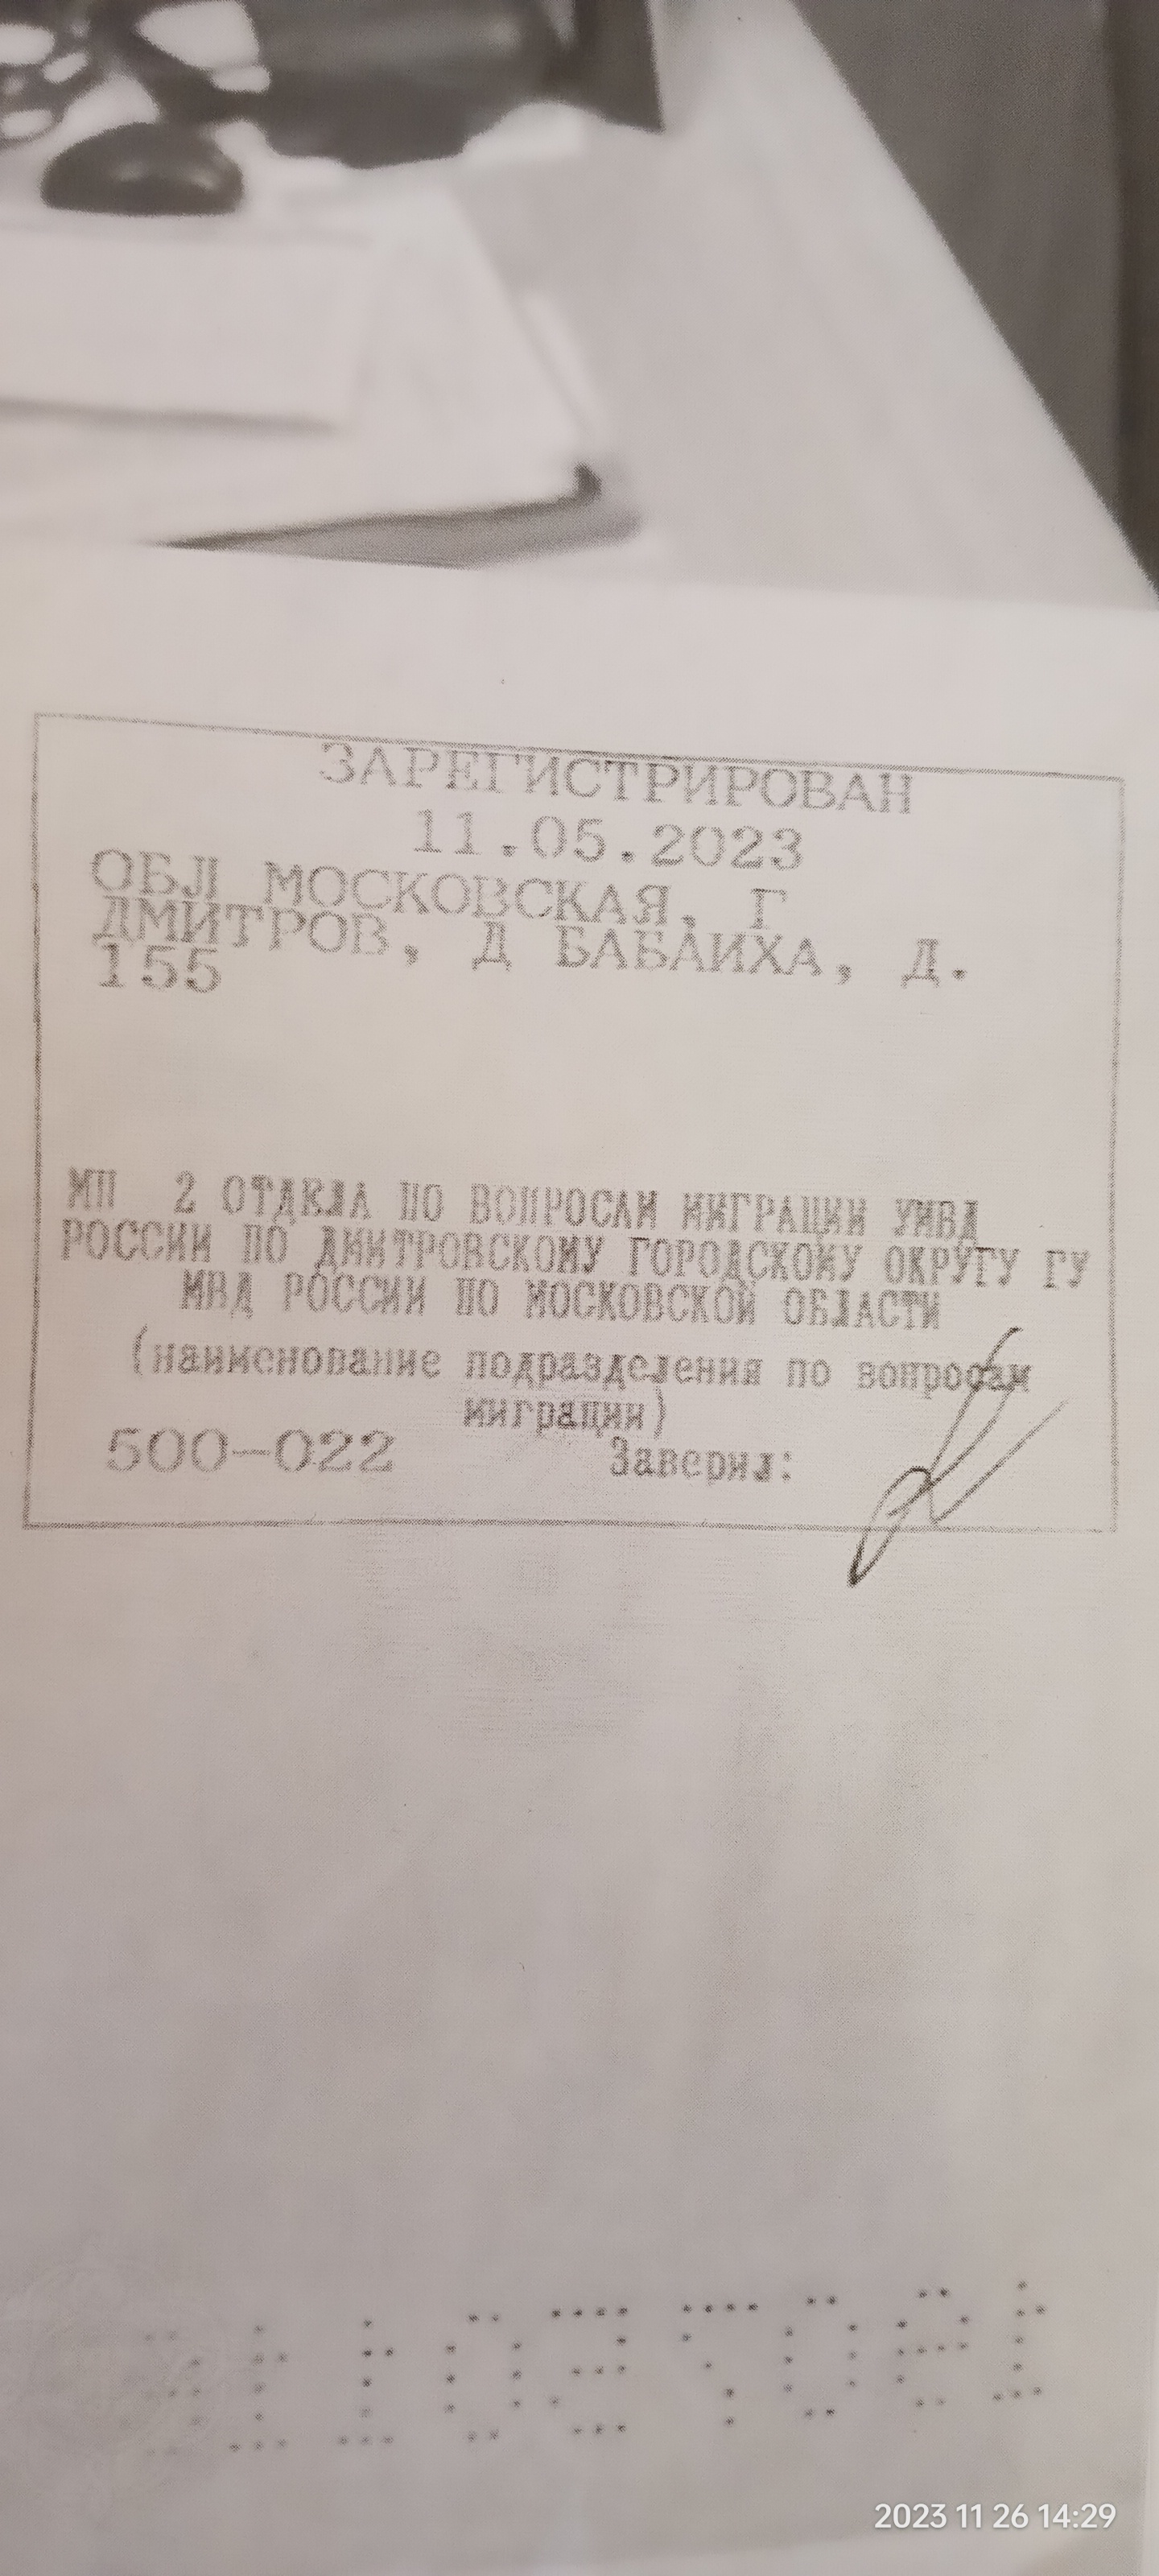 ЗАРЕГИСТРИРОВАН
11.05.2023
ОБЛ МОСКОВСКАЯ, Г
ДМИТРОВ, Д БАБАИХА, Д.
155
МП 2 ОТДЕЛА ПО ВОПРОСАМ МИГРАЦИИ УМВД
РОССИИ ПО ДМИТРОВСКОМУ ГОРОДСКОМУ ОКРУГУ ГУ
МВД РОССИИ ПО МОСКОВСКОЙ ОБЛАСТИ
(наименование подразделения по вопросам
миграции)
500-022 Заверил:
2023 11 26 14:29